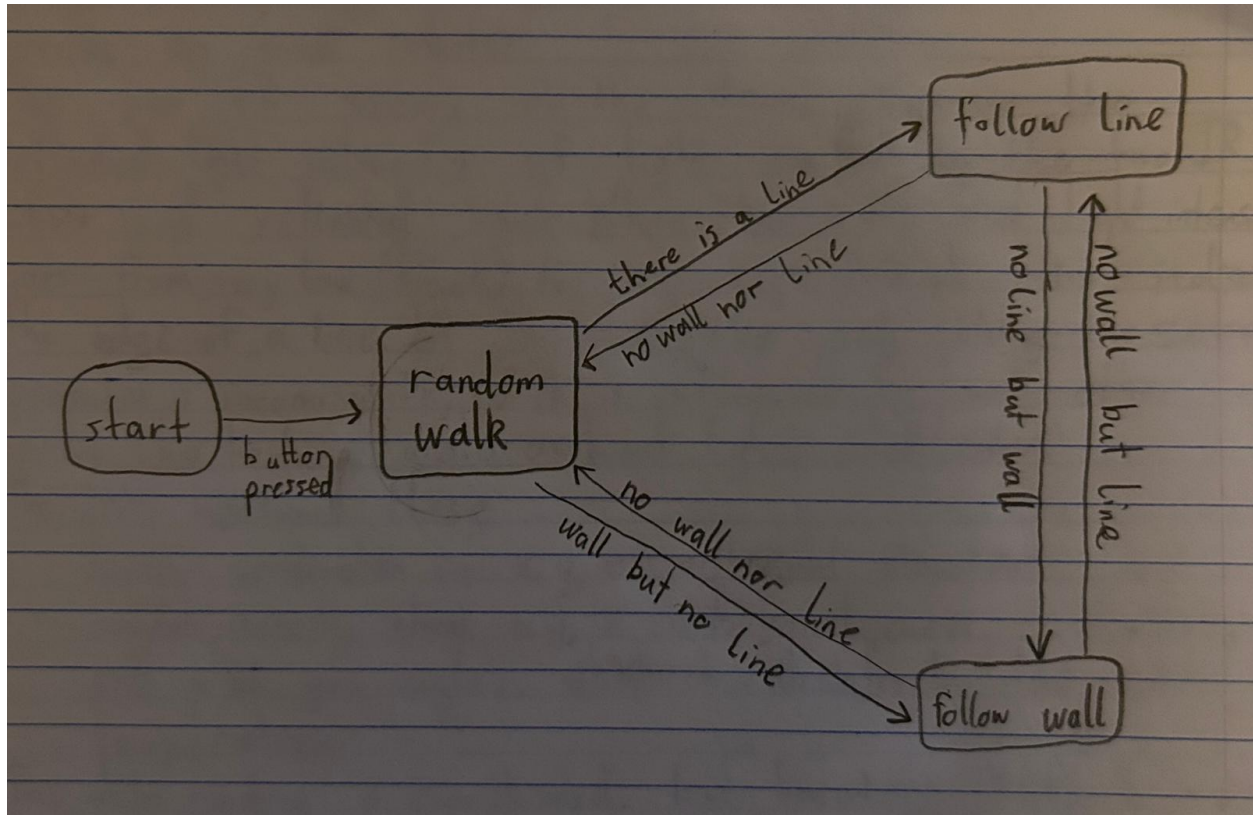 follow line
there is a line
no wall nor line
no line but wall
no wall but line
random
walk
start
button
pressed
no wall nor line
wall but no line
follow wall